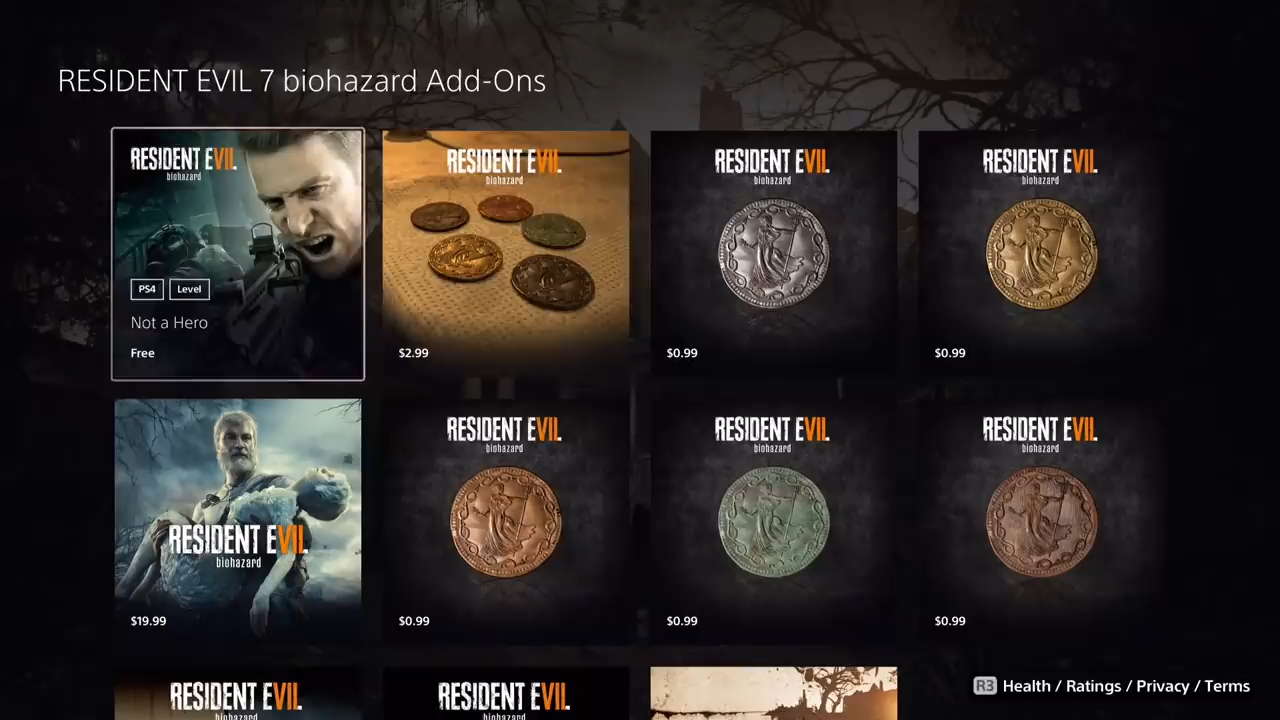 RESIDENT EVIL 7 biohazard Add-Ons
RESIDENT EVIL
biohazard
PS4
Level
Not a Hero
Free
RESIDENT EVIL
biohazard
$2.99
RESIDENT EVIL
biohazard
$0.99
RESIDENT EVIL
biohazard
$0.99
RESIDENT EVIL
biohazard
$19.99
RESIDENT EVIL
biohazard
$0.99
RESIDENT EVIL
biohazard
$0.99
RESIDENT EVIL
biohazard
$0.99
RESIDENT EVIL
biohazard
RESIDENT EVIL
biohazard
R3 Health / Ratings / Privacy / Terms